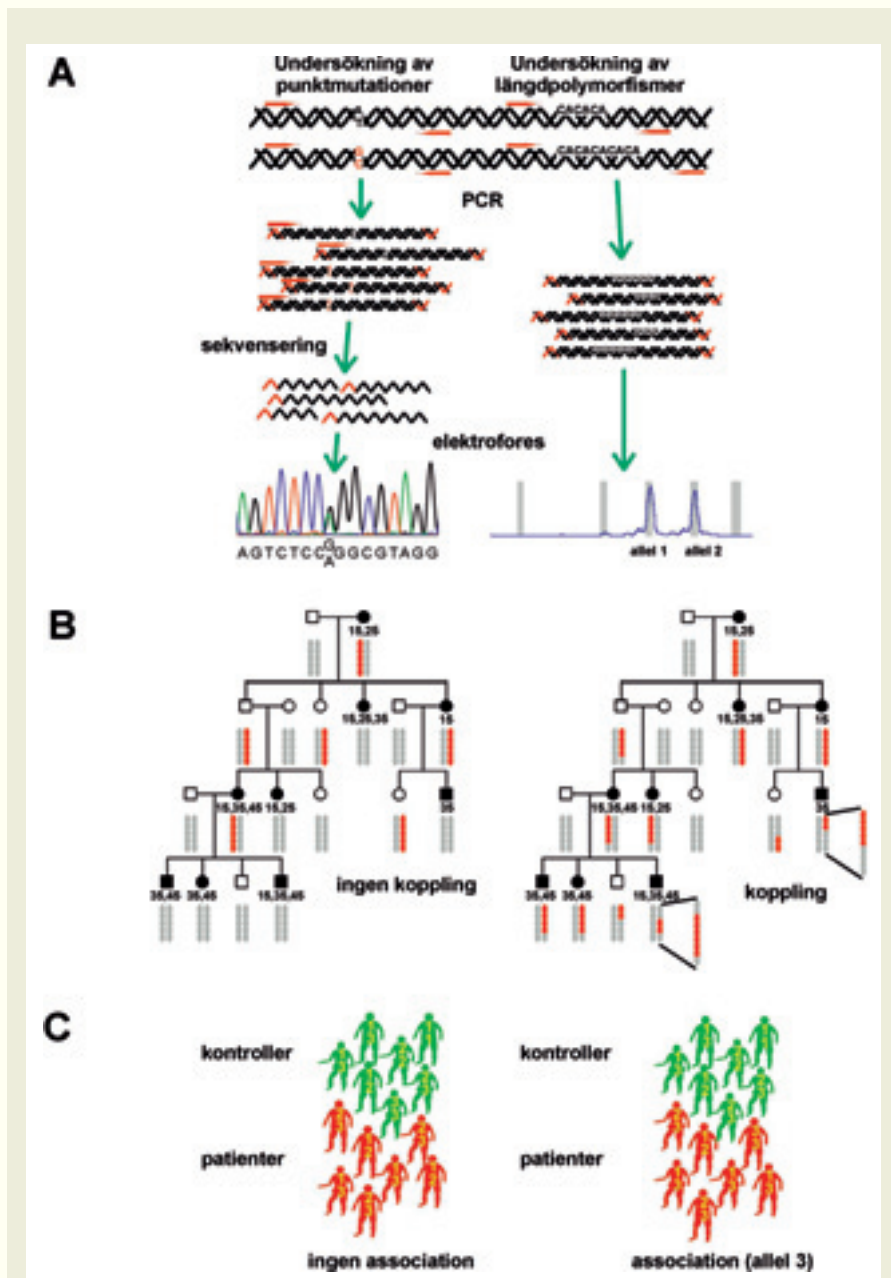 A
Undersökning av
punktmutationer
Undersökning av
längdpolymorfismer
CACACA
CACACACACA
PCR
sekvensering
elektrofores
AGTCTCC
G
A
GGCGTAGG
allel 1
allel 2
B
15,25
15,25,35
15
15,35,45
15,25
35
35,45
35,45
15,35,45
ingen koppling
15,25
15,25,35
15
15,35,45
15,25
35
35,45
35,45
15,35,45
koppling
C
kontroller
patienter
ingen association
kontroller
patienter
association (allel 3)